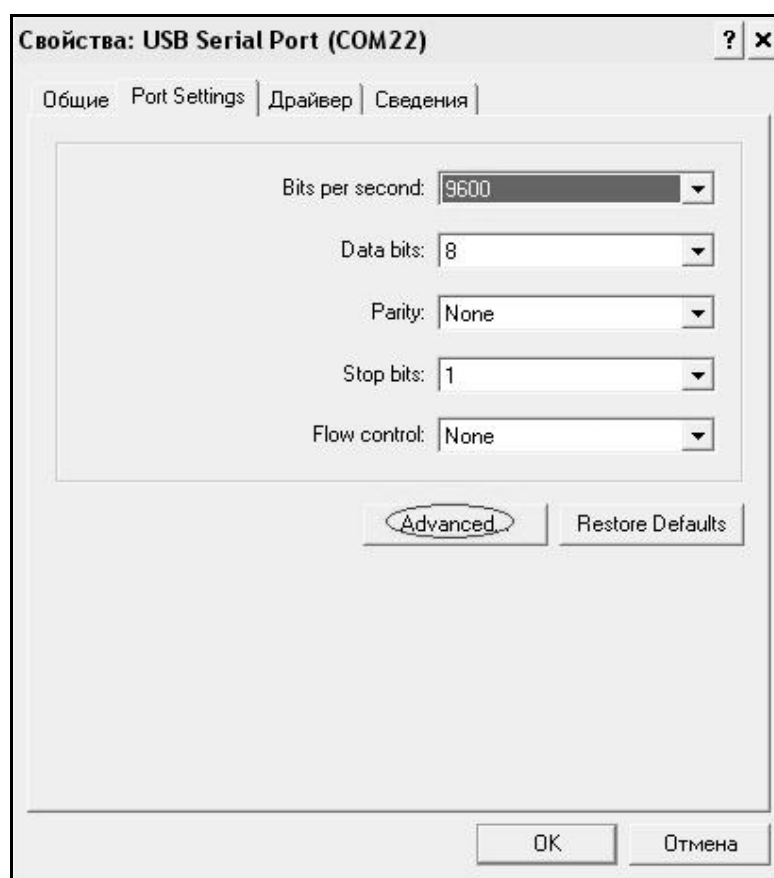 Свойства: USB Serial Port (COM22) ? ×
Общие Port Settings Драйвер Сведения
Bits per second: 9600
Data bits: 8
Parity: None
Stop bits: 1
Flow control: None
Advanced... Restore Defaults
OK Отмена